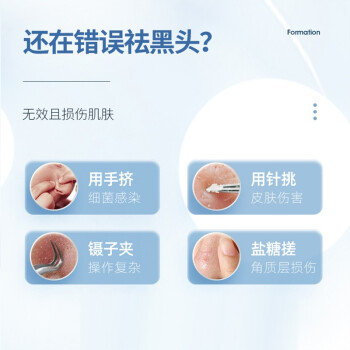 还在错误祛黑头?
Formation
无效且损伤肌肤
用手挤
细菌感染
用针挑
皮肤伤害
镊子夹
操作复杂
盐糖搓
角质层损伤